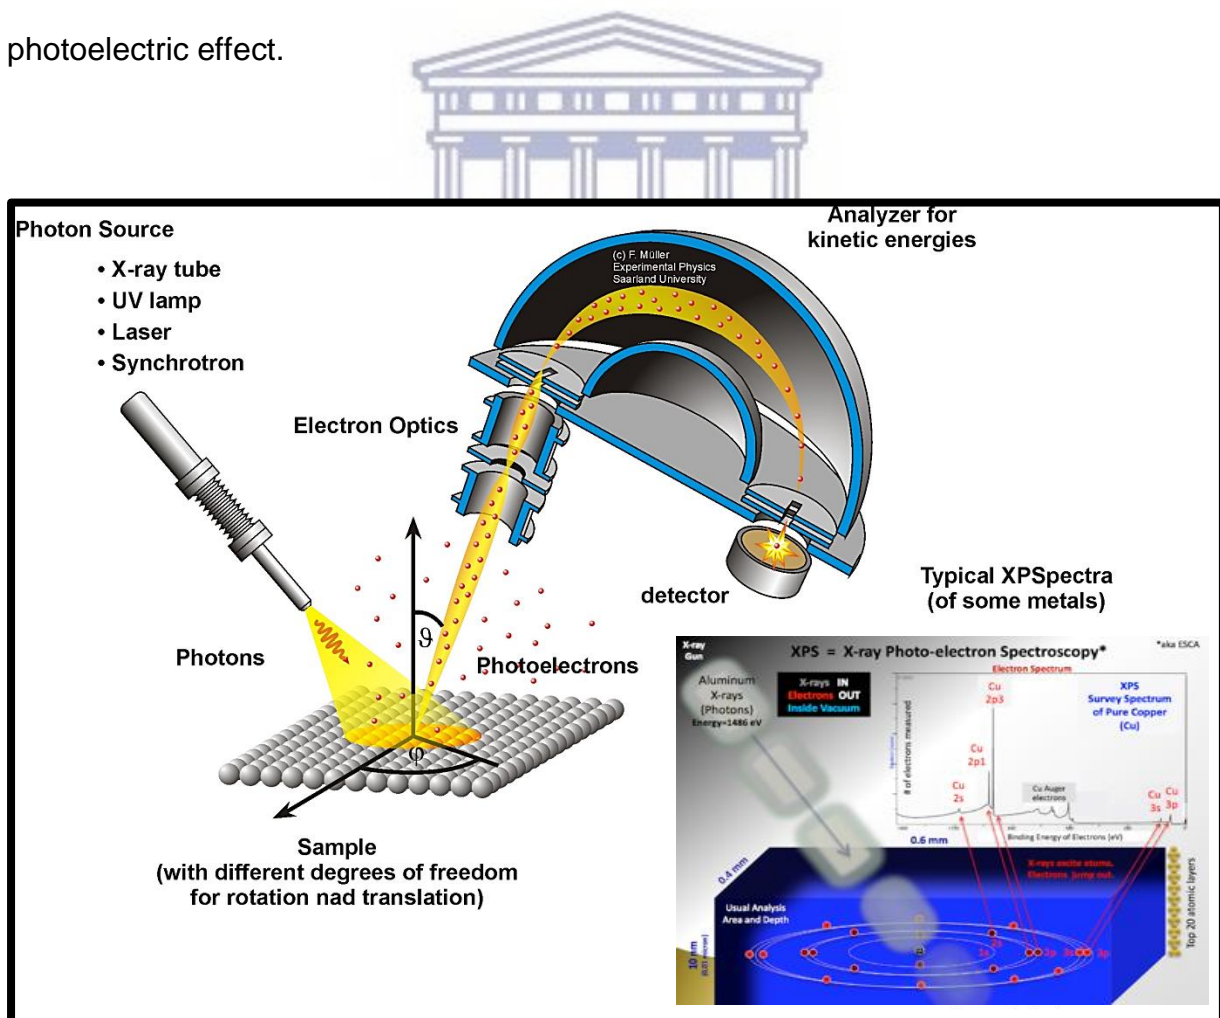 photoelectric effect.
Photon Source
• X-ray tube
• UV lamp
• Laser
• Synchrotron
Analyzer for
kinetic energies
(c) F. Müller
Experimental Physics
Saarland University
Electron Optics
detector
Photons
ϑ
Photoelectrons
φ
Sample
(with different degrees of freedom
for rotation nad translation)
Typical XPSpectra
(of some metals)
X-ray
Gun
XPS = X-ray Photo-electron Spectroscopy*
*aka ESCA
Aluminum
X-rays
(Photons)
Energy=1486 eV
X-rays IN
Electrons OUT
Inside Vacuum
Electron Spectrum
# of electrons measured
Cu
2p3
Cu
2p1
Cu
2s
Cu Auger
electrons
Cu
3s
Cu
3p
XPS
Survey Spectrum
of Pure Copper
(Cu)
Binding Energy of Electrons (eV)
0.6 mm
0.4 mm
X-rays excite atoms.
Electrons jump out.
Usual Analysis
Area and Depth
10 nm
1s
2s
2p
3s
3p
Top 20 atomic layers